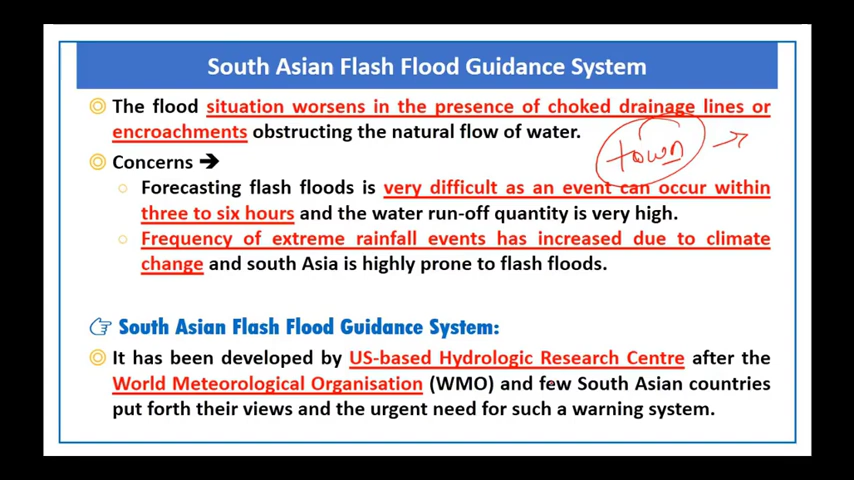 South Asian Flash Flood Guidance System
The flood situation worsens in the presence of choked drainage lines or
encroachments obstructing the natural flow of water.
town
Concerns →
Forecasting flash floods is very difficult as an event can occur within
three to six hours and the water run-off quantity is very high.
Frequency of extreme rainfall events has increased due to climate
change and south Asia is highly prone to flash floods.
South Asian Flash Flood Guidance System:
It has been developed by US-based Hydrologic Research Centre after the
World Meteorological Organisation (WMO) and few South Asian countries
put forth their views and the urgent need for such a warning system.